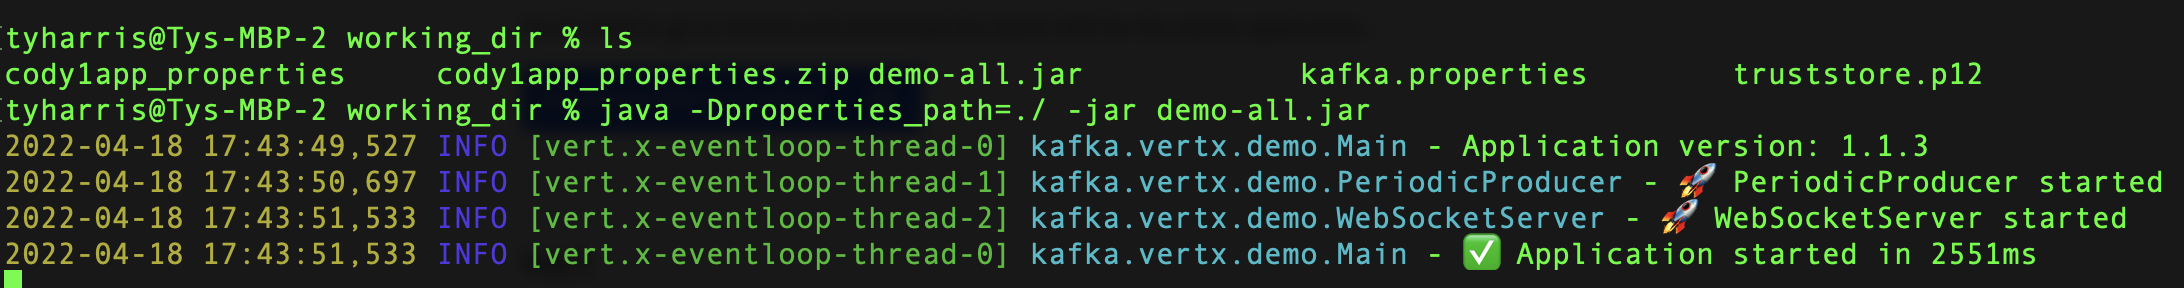 tyharris@Tys-MBP-2 working_dir % ls
cody1app_properties cody1app_properties.zip demo-all.jar kafka.properties truststore.p12
tyharris@Tys-MBP-2 working_dir % java -Dproperties_path=./ -jar demo-all.jar
2022-04-18 17:43:49,527 INFO [vert.x-eventloop-thread-0] kafka.vertx.demo.Main - Application version: 1.1.3
2022-04-18 17:43:50,697 INFO [vert.x-eventloop-thread-1] kafka.vertx.demo.PeriodicProducer - 🚀 PeriodicProducer started
2022-04-18 17:43:51,533 INFO [vert.x-eventloop-thread-2] kafka.vertx.demo.WebSocketServer - 🚀 WebSocketServer started
2022-04-18 17:43:51,533 INFO [vert.x-eventloop-thread-0] kafka.vertx.demo.Main - ✅ Application started in 2551ms